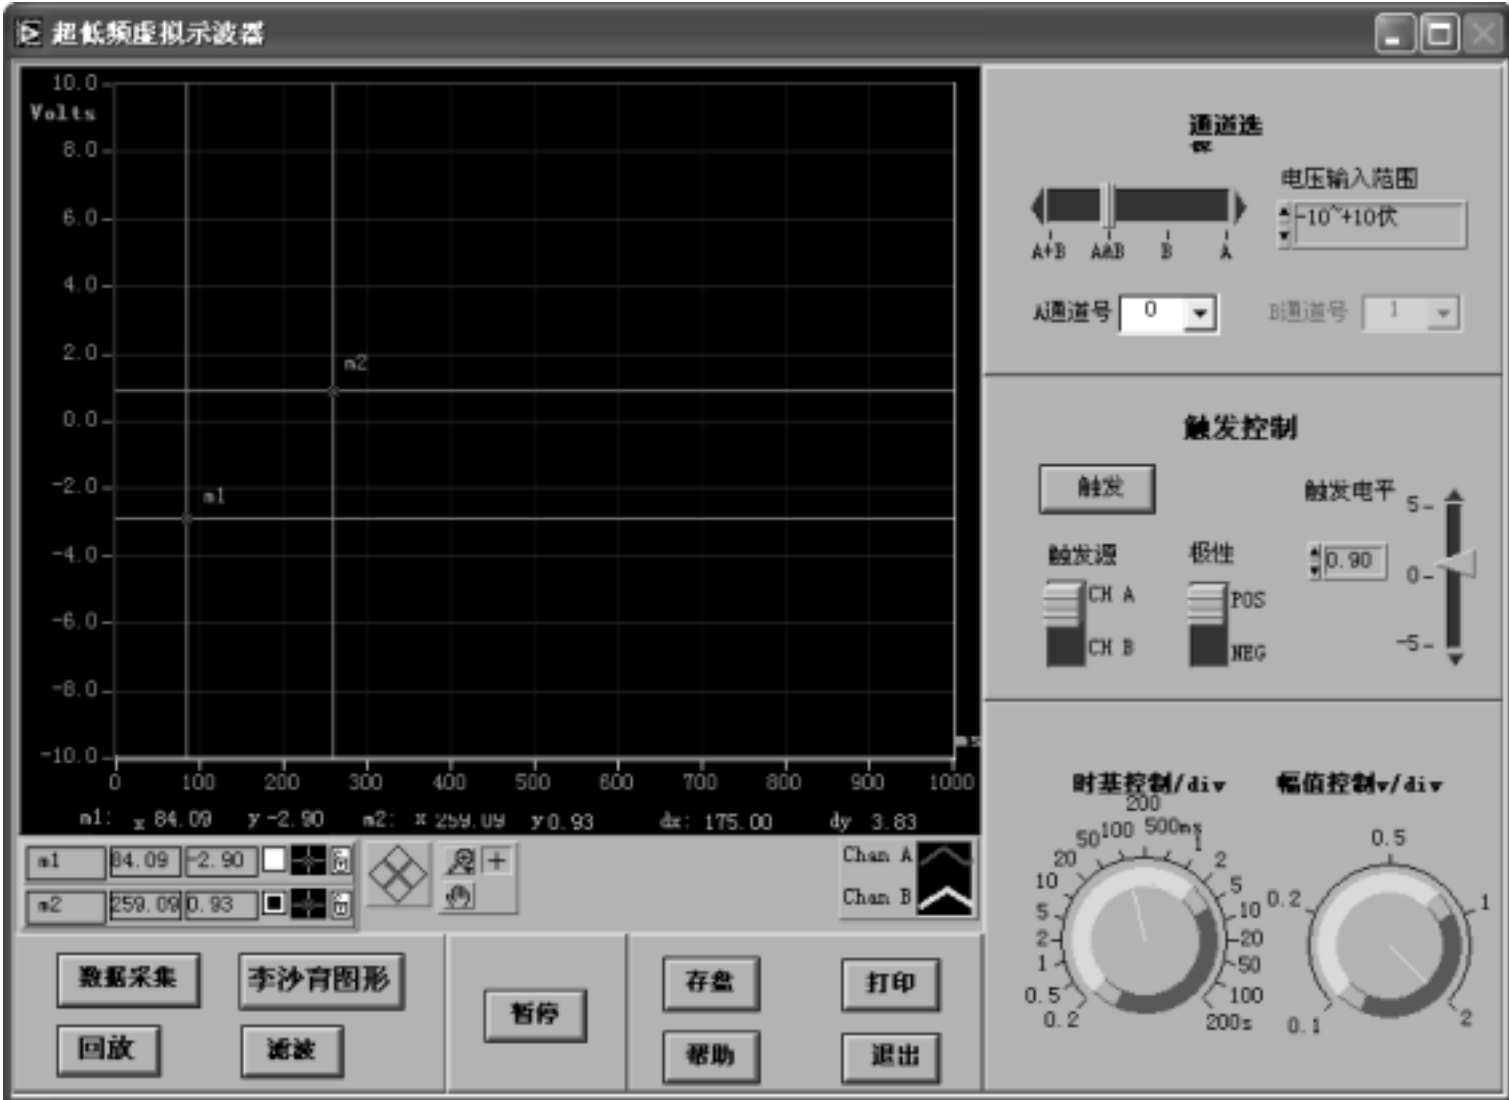 超低频虚拟示波器
10.0
Volts
8.0
6.0
4.0
2.0
0.0
-2.0
-4.0
-6.0
-8.0
-10.0
m2
m1
0 100 200 300 400 500 600 700 800 900 1000
m1: x 84.09 y -2.90 m2: x 259.09 y 0.93 dx: 175.00 dy 3.83
m1 84.09 -2.90
m2 259.09 0.93
Chan A
Chan B
数据采集
李沙育图形
回放
滤波
暂停
存盘
打印
帮助
退出
通道选
电压输入范围
-10~+10伏
A+B A&B B A
A通道号 0
B通道号 1
触发控制
触发
触发电平
5
0
-5
0.90
触发源
CH A
CH B
极性
POS
NEG
时基控制/div
0.2
0.5
1
2
5
10
20
50
100
200
500ms
1
2
5
10
20
50
100
200s
幅值控制v/div
0.1
0.2
0.5
1
2